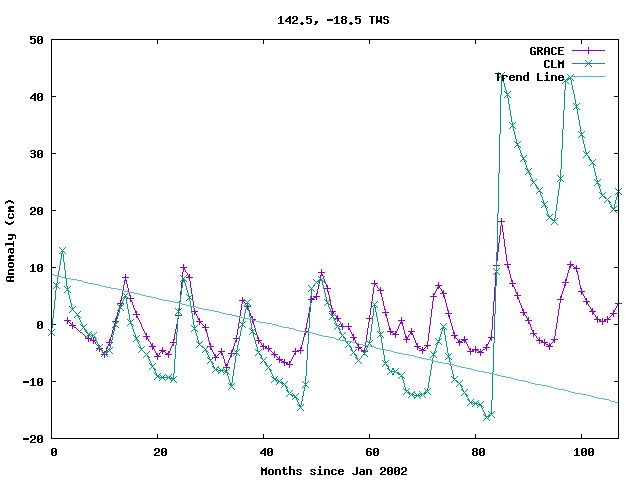 142.5, -18.5 TWS
GRACE
CLM
Trend Line
50
40
30
20
10
0
-10
-20
Anomaly (cm)
0 20 40 60 80 100
Months since Jan 2002